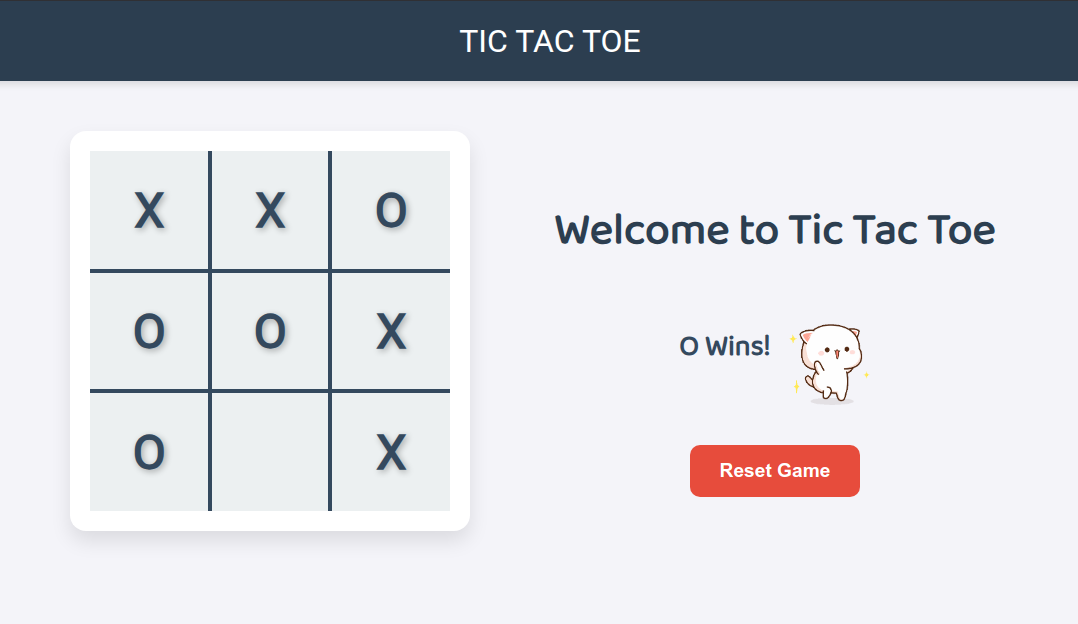 TIC TAC TOE
X X O
O O X
O X
Welcome to Tic Tac Toe
O Wins!
Reset Game